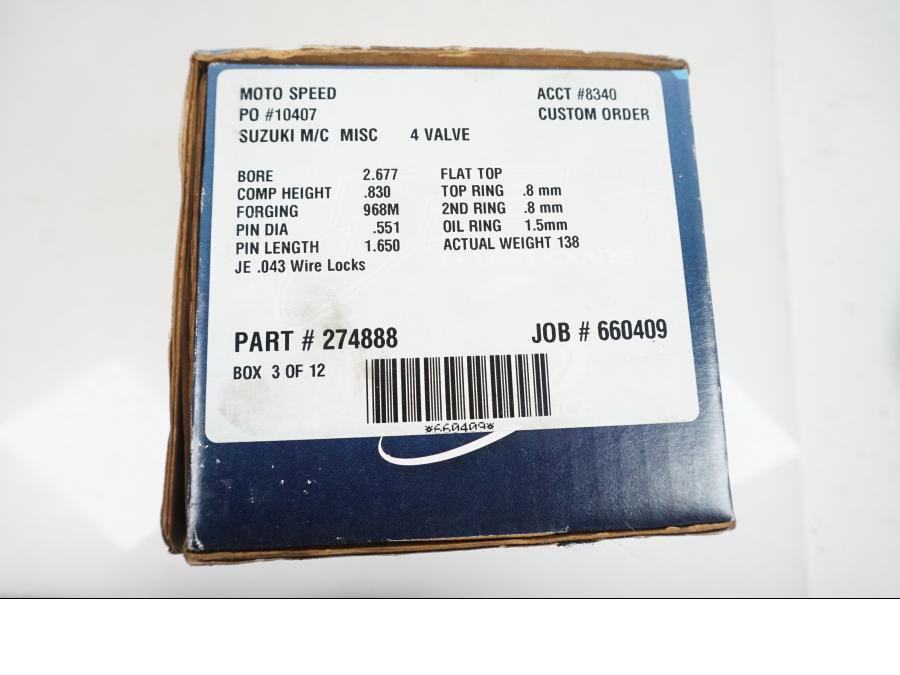 MOTO SPEED ACCT #8340
PO #10407 CUSTOM ORDER
SUZUKI M/C MISC 4 VALVE
BORE 2.677 FLAT TOP
COMP HEIGHT .830 TOP RING .8 mm
FORGING 968M 2ND RING .8 mm
PIN DIA .551 OIL RING 1.5mm
PIN LENGTH 1.650 ACTUAL WEIGHT 138
JE .043 Wire Locks
PART # 274888 JOB # 660409
BOX 3 OF 12
*660409*